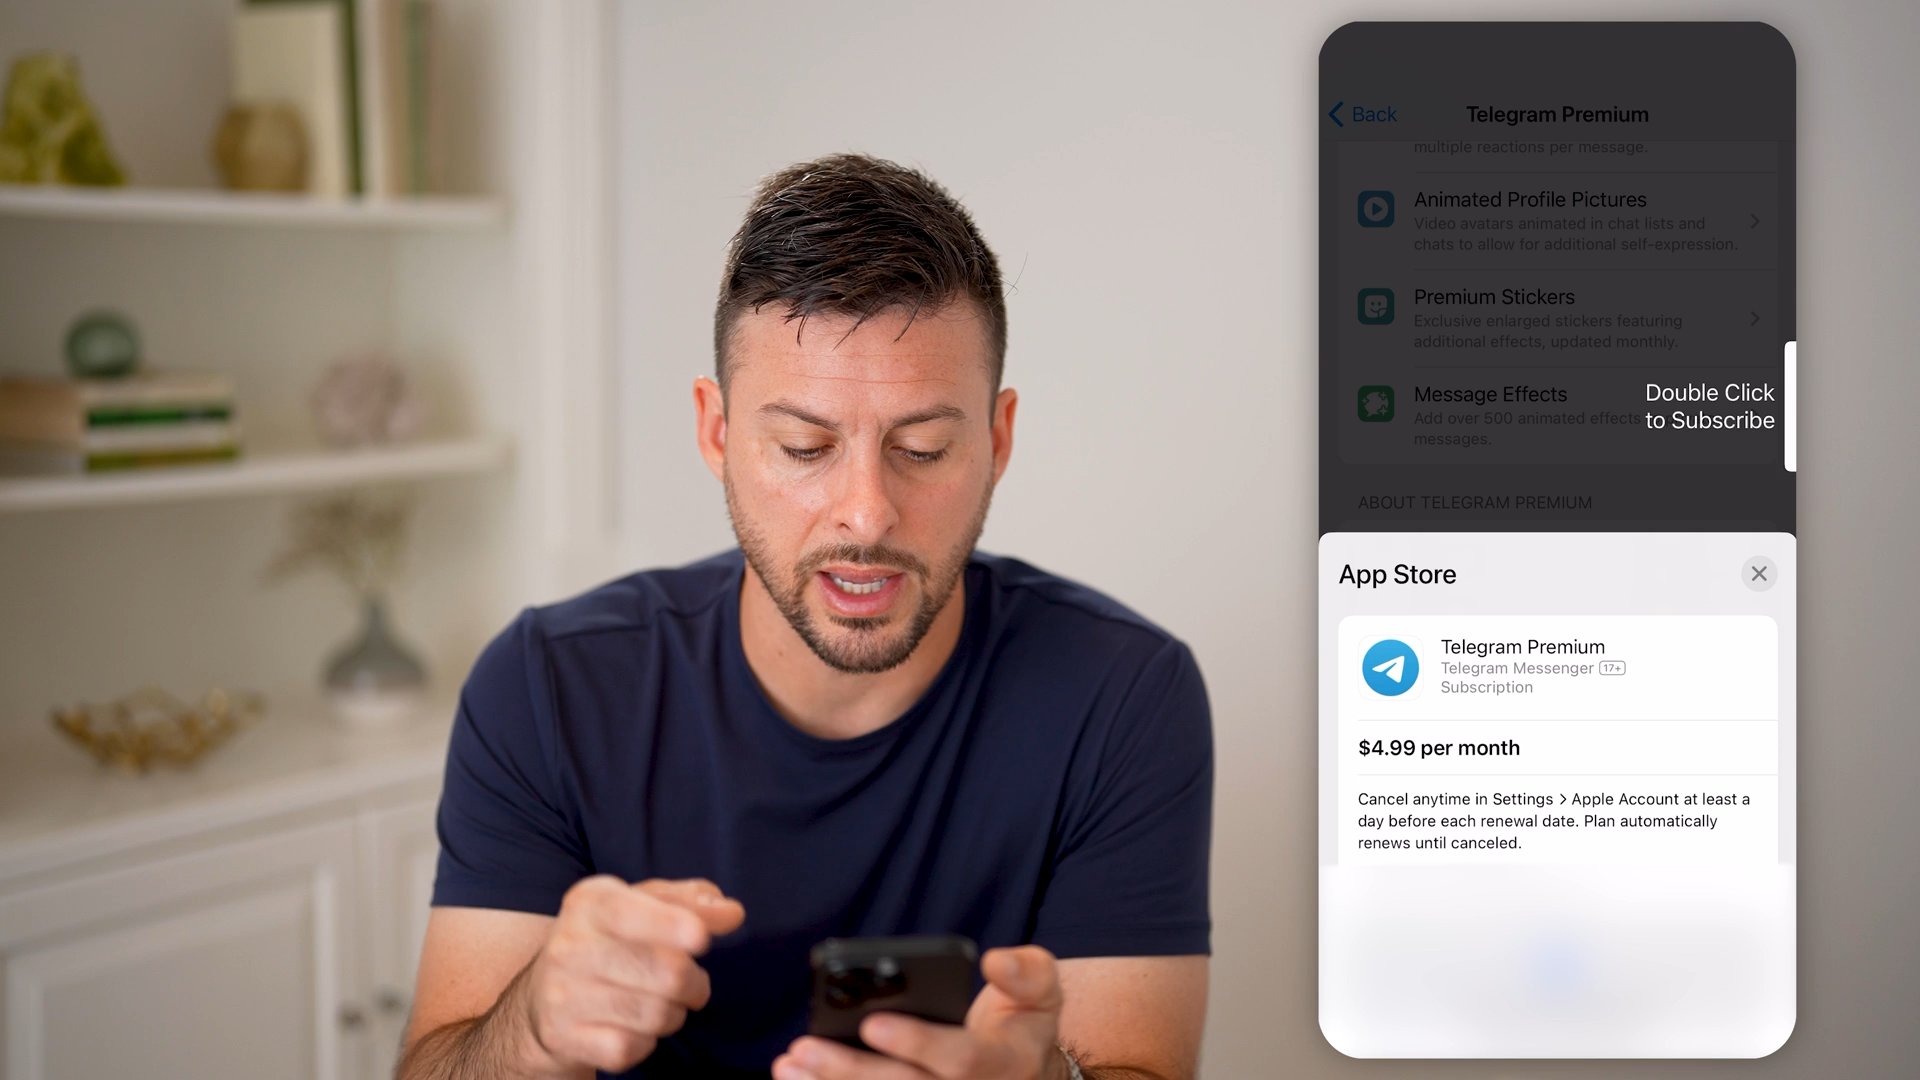 Back
Telegram Premium
multiple reactions per message.
Animated Profile Pictures
Video avatars animated in chat lists and
chats to allow for additional self-expression.
Premium Stickers
Exclusive enlarged stickers featuring
additional effects, updated monthly.
Message Effects
Add over 500 animated effects
messages.
Double Click
to Subscribe
ABOUT TELEGRAM PREMIUM
App Store
Telegram Premium
Telegram Messenger 17+
Subscription
$4.99 per month
Cancel anytime in Settings > Apple Account at least a
day before each renewal date. Plan automatically
renews until canceled.